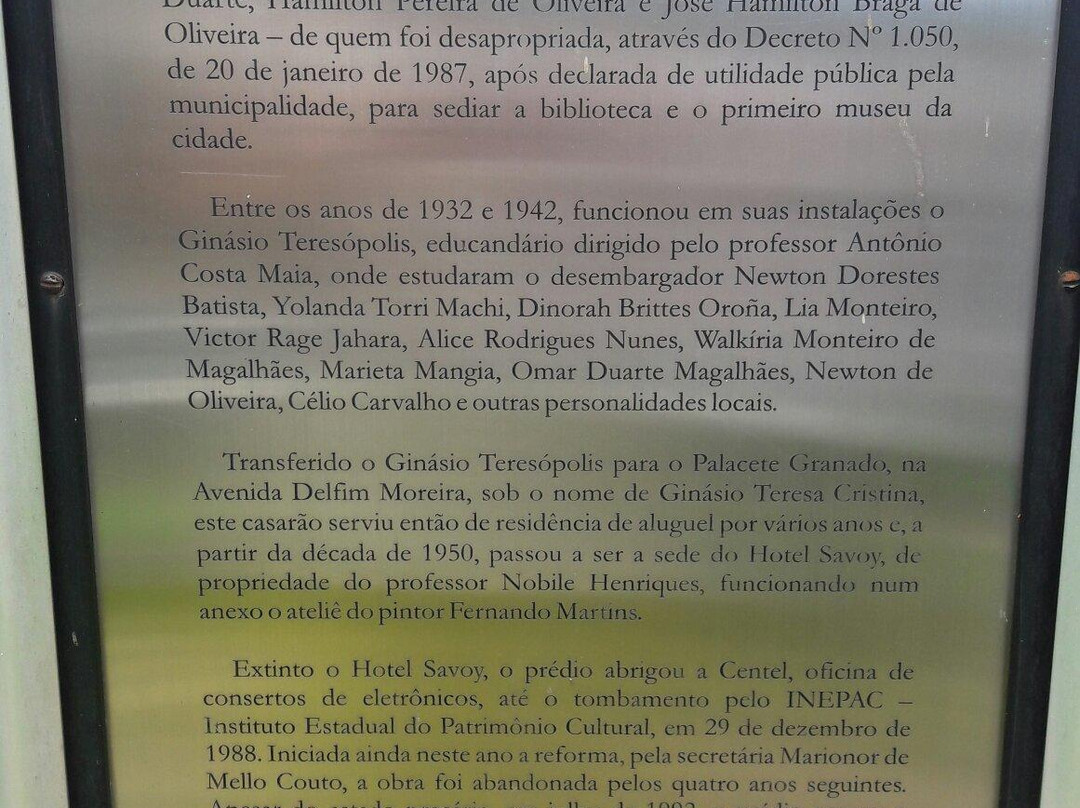 Duarte, Hamilton Pereira de Oliveira e José Hamilton Braga de
Oliveira – de quem foi desapropriada, através do Decreto Nº 1.050,
de 20 de janeiro de 1987, após declarada de utilidade pública pela
municipalidade, para sediar a biblioteca e o primeiro museu da
cidade.
Entre os anos de 1932 e 1942, funcionou em suas instalações o
Ginásio Teresópolis, educandário dirigido pelo professor Antônio
Costa Maia, onde estudaram o desembargador Newton Dorestes
Batista, Yolanda Torri Machi, Dinorah Brittes Oroña, Lia Monteiro,
Victor Rage Jahara, Alice Rodrigues Nunes, Walkíria Monteiro de
Magalhães, Marieta Mangia, Omar Duarte Magalhães, Newton de
Oliveira, Célio Carvalho e outras personalidades locais.
Transferido o Ginásio Teresópolis para o Palacete Granado, na
Avenida Delfim Moreira, sob o nome de Ginásio Teresa Cristina,
este casarão serviu então de residência de aluguel por vários anos e, a
partir da década de 1950, passou a ser a sede do Hotel Savoy, de
propriedade do professor Nobile Henriques, funcionando num
anexo o ateliê do pintor Fernando Martins.
Extinto o Hotel Savoy, o prédio abrigou a Centel, oficina de
consertos de eletrônicos, até o tombamento pelo INEPAC –
Instituto Estadual do Patrimônio Cultural, em 29 de dezembro de
1988. Iniciada ainda neste ano a reforma, pela secretária Marionor de
Mello Couto, a obra foi abandonada pelos quatro anos seguintes.